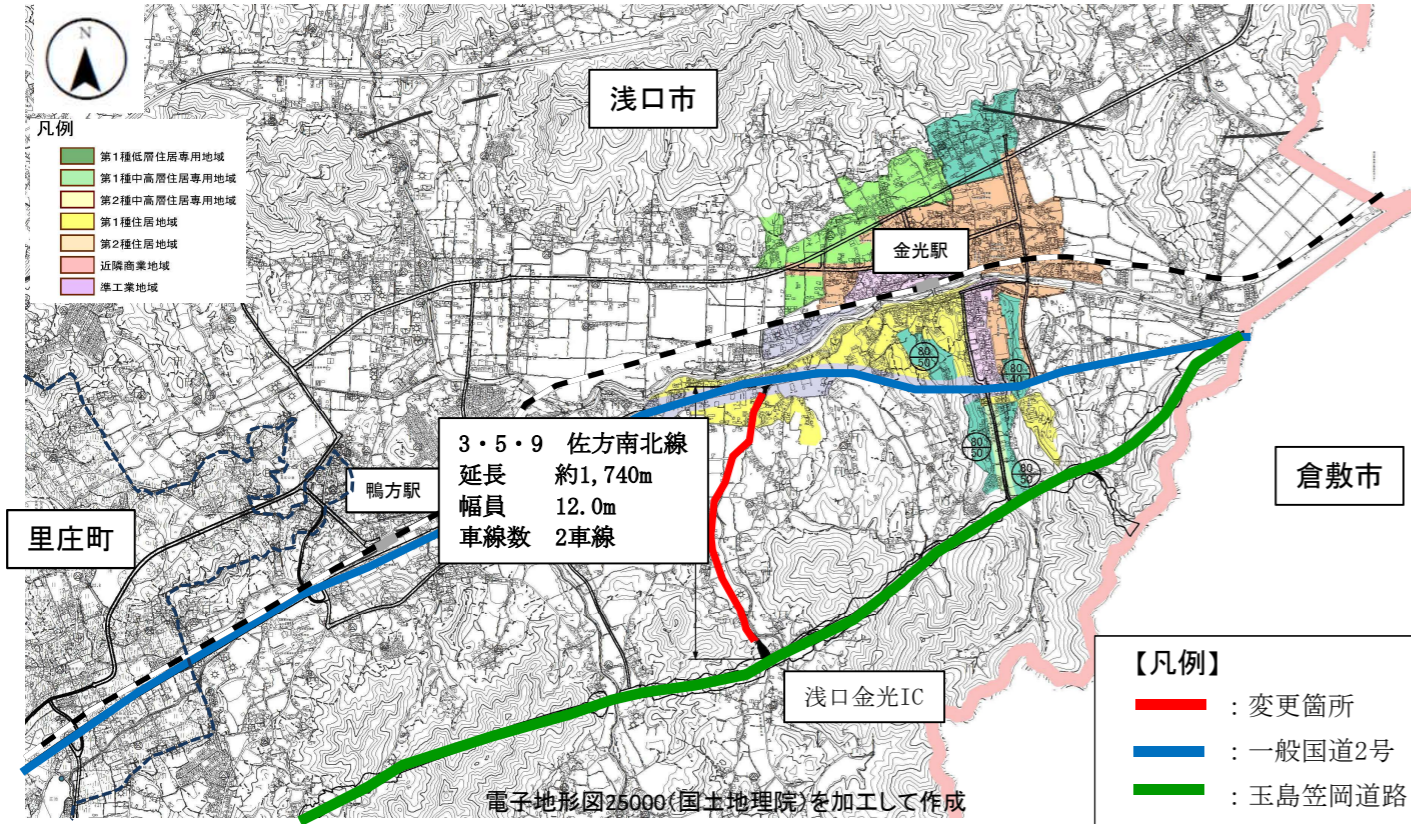 N
浅口市
凡例
第1種低層住居専用地域
第1種中高層住居専用地域
第2種中高層住居専用地域
第1種住居地域
第2種住居地域
近隣商業地域
準工業地域
金光駅
80
50
80
40
80
50
80
50
3・5・9 佐方南北線
延長 約1,740m
幅員 12.0m
車線数 2車線
鴨方駅
里庄町
倉敷市
浅口金光IC
【凡例】
：変更箇所
：一般国道2号
：玉島笠岡道路
電子地形図25000(国土地理院)を加工して作成